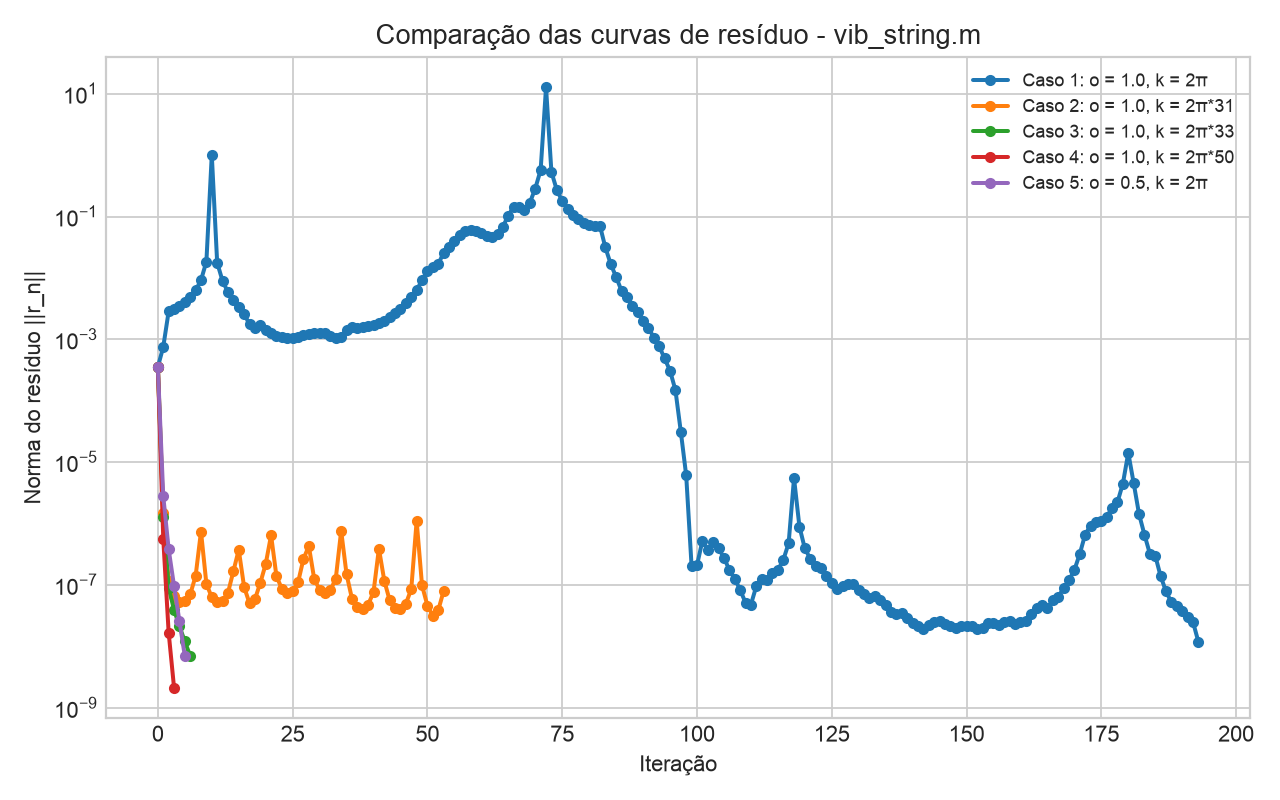 Comparação das curvas de resíduo - vib_string.m
Caso 1: o = 1.0, k = 2π
Caso 2: o = 1.0, k = 2π*31
Caso 3: o = 1.0, k = 2π*33
Caso 4: o = 1.0, k = 2π*50
Caso 5: o = 0.5, k = 2π
Norma do resíduo ||r_n||
10¹
10⁻¹
10⁻³
10⁻⁵
10⁻⁷
10⁻⁹
0 25 50 75 100 125 150 175 200
Iteração